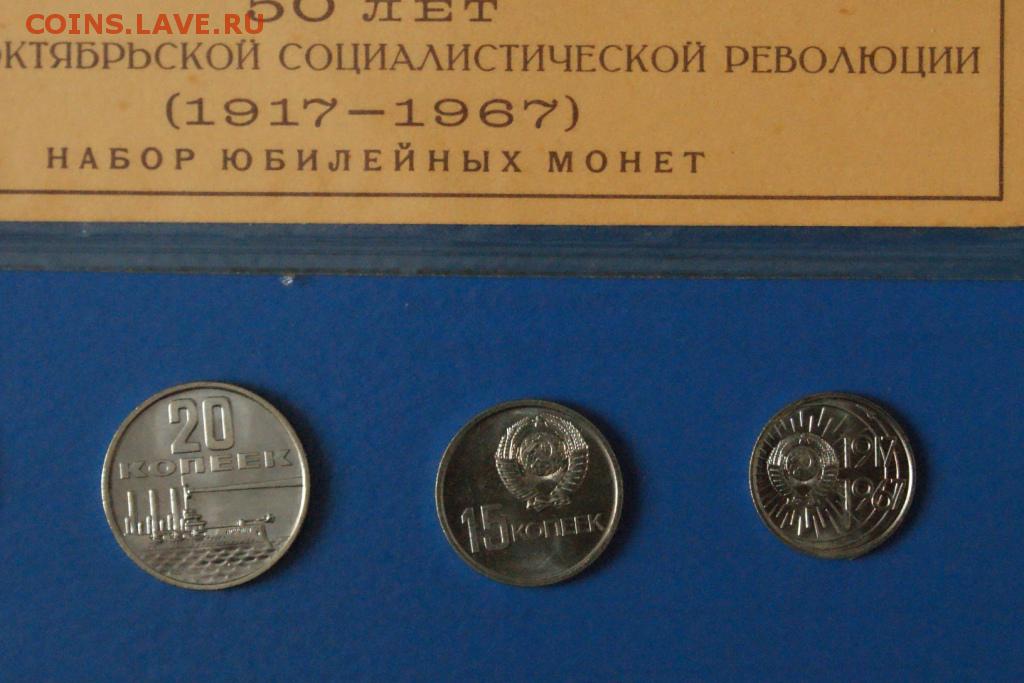 COINS.LAVE.RU
50 ЛЕТ
ОКТЯБРЬСКОЙ СОЦИАЛИСТИЧЕСКОЙ РЕВОЛЮЦИИ
(1917—1967)
НАБОР ЮБИЛЕЙНЫХ МОНЕТ
20
КОПЕЕК
15 КОПЕЕК
1917
1967